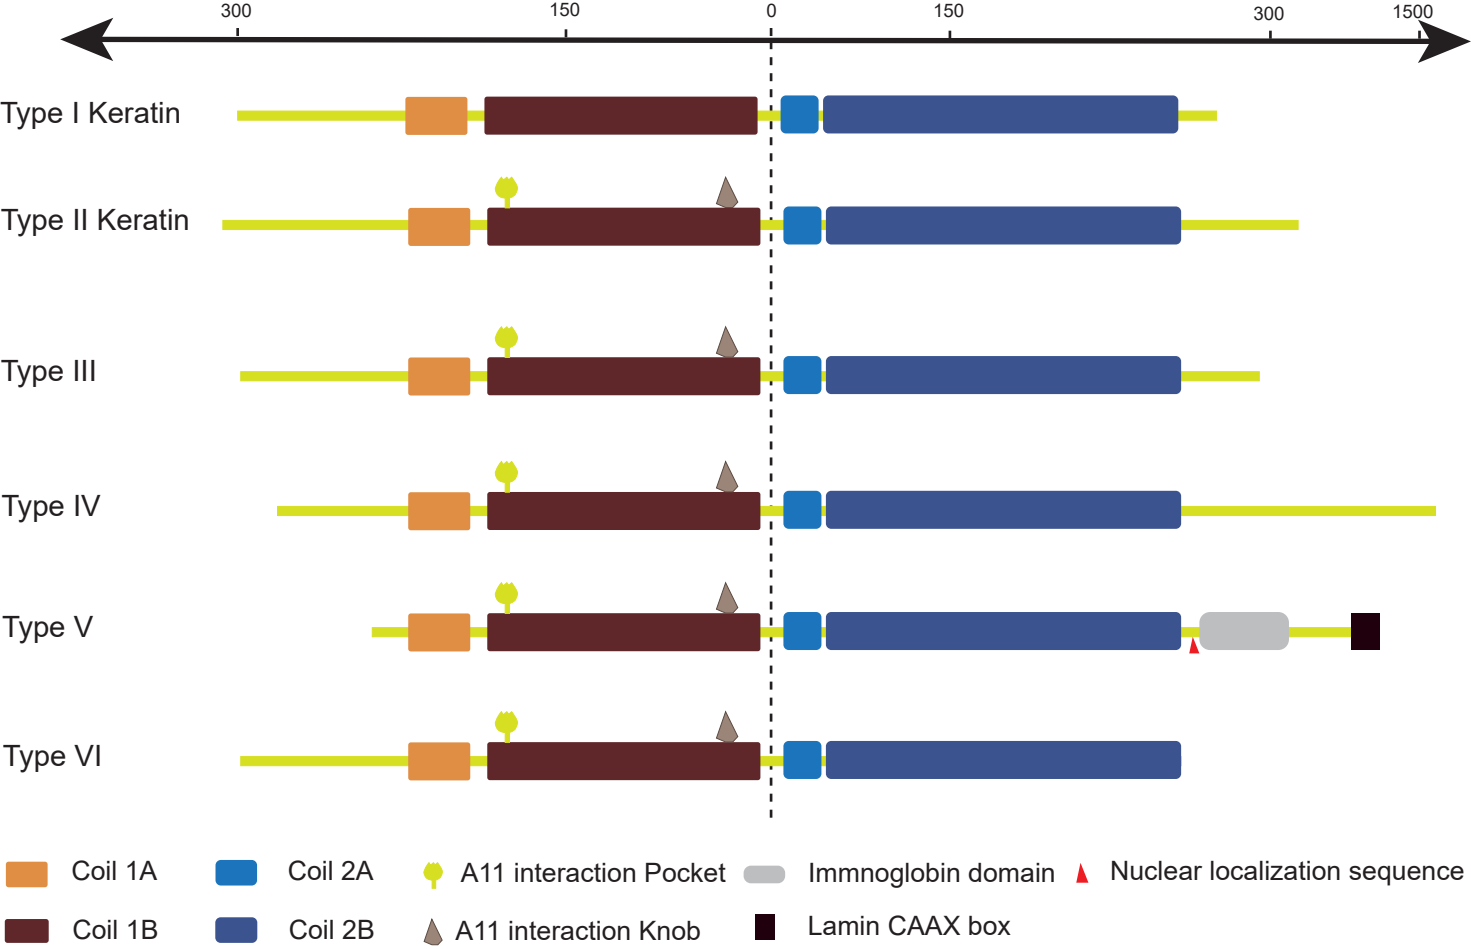 300 150 0 150 300 1500
Type I Keratin
Type II Keratin
Type III
Type IV
Type V
Type VI
Coil 1A Coil 2A A11 interaction Pocket Immnoglobin domain Nuclear localization sequence
Coil 1B Coil 2B A11 interaction Knob Lamin CAAX box